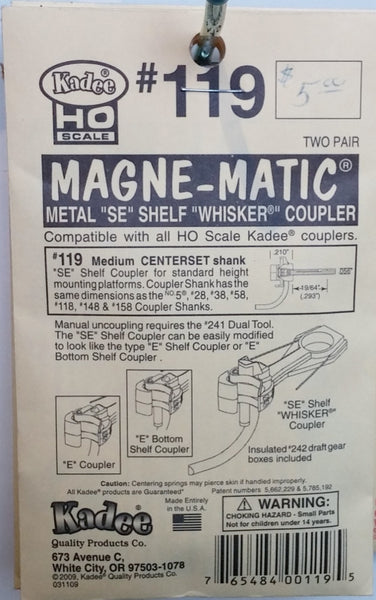 Kadee®
HO
SCALE
#119
$ 5.00
TWO PAIR
MAGNE-MATIC®
METAL "SE" SHELF "WHISKER®" COUPLER
Compatible with all HO Scale Kadee® couplers.
#119 Medium CENTERSET shank
"SE" Shelf Coupler for standard height
mounting platforms. Coupler Shank has the
same dimensions as the NO 5®, #28, #38, #58,
#118, #148 & #158 Coupler Shanks.
.210"
.056"
19/64"
(.293")
Manual uncoupling requires the #241 Dual Tool.
The "SE" Shelf Coupler can be easily modified
to look like the type "E" Shelf Coupler or "E"
Bottom Shelf Coupler.
"E" Coupler
"E" Bottom
Shelf Coupler
"SE" Shelf
"WHISKER®"
Coupler
Insulated #242 draft gear
boxes included
Caution: Centering springs may pierce skin if handled improperly.
All Kadee® products are Guaranteed"
Patent numbers 5,662,229 & 5,785,192
Kadee®
Quality Products Co.
673 Avenue C,
White City, OR 97503-1078
©2009, Kadee® Quality Products Co.
031109
Made Entirely
in the U.S.A.
WARNING:
CHOKING HAZARD - Small Parts
Not for children under 14 years.
7 65484 00119 5